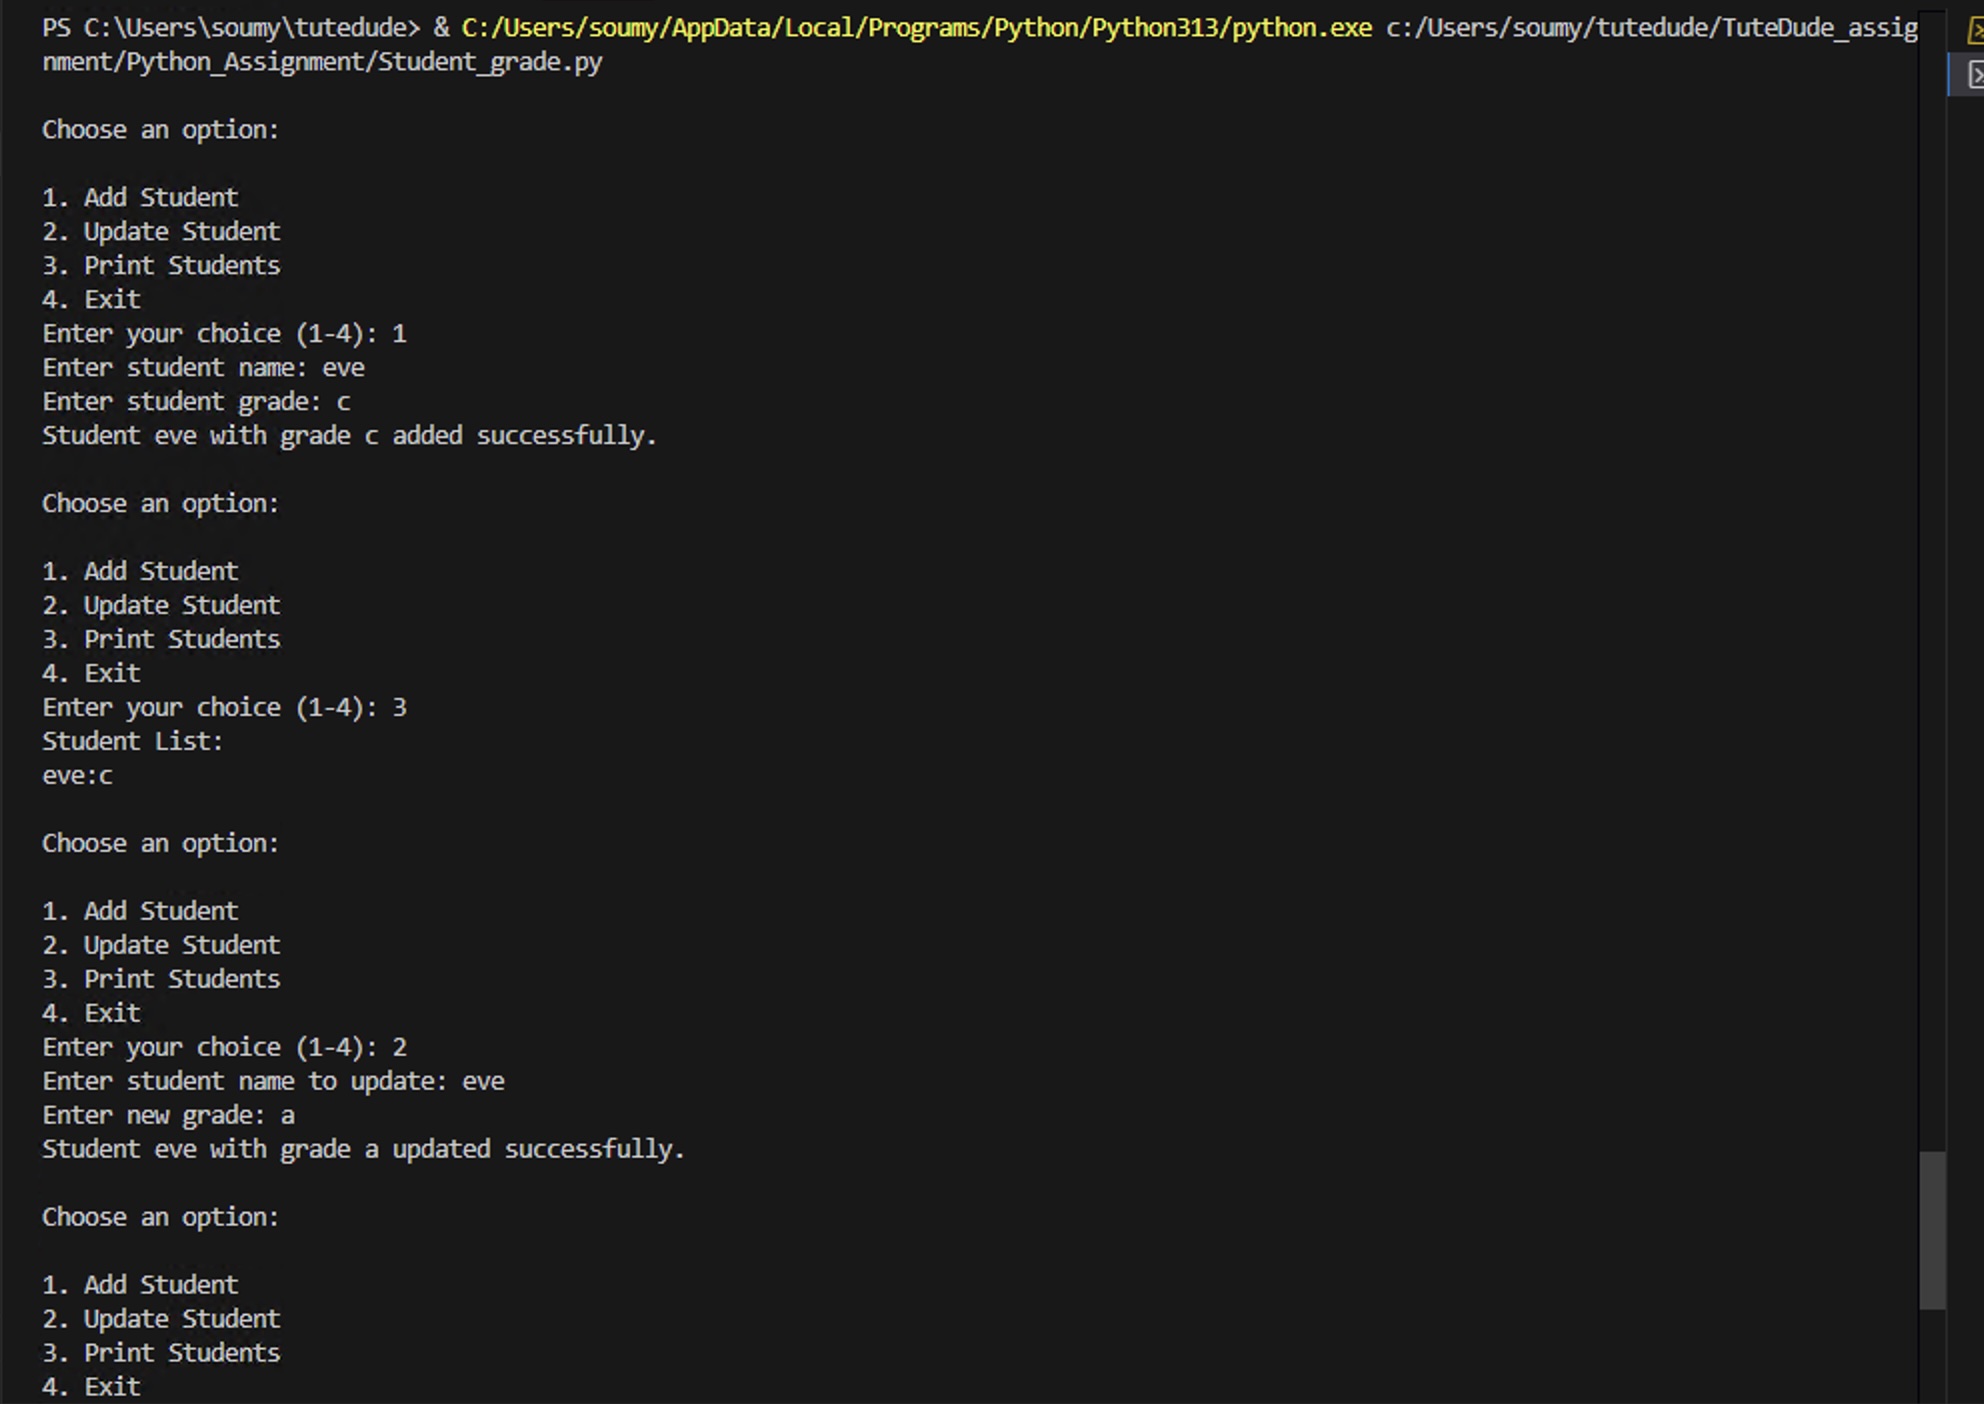 PS C:\Users\soumy\tutedude> & C:/Users/soumy/AppData/Local/Programs/Python/Python313/python.exe c:/Users/soumy/tutedude/TuteDude_assig
nment/Python_Assignment/Student_grade.py
Choose an option:
1. Add Student
2. Update Student
3. Print Students
4. Exit
Enter your choice (1-4): 1
Enter student name: eve
Enter student grade: c
Student eve with grade c added successfully.
Choose an option:
1. Add Student
2. Update Student
3. Print Students
4. Exit
Enter your choice (1-4): 3
Student List:
eve:c
Choose an option:
1. Add Student
2. Update Student
3. Print Students
4. Exit
Enter your choice (1-4): 2
Enter student name to update: eve
Enter new grade: a
Student eve with grade a updated successfully.
Choose an option:
1. Add Student
2. Update Student
3. Print Students
4. Exit